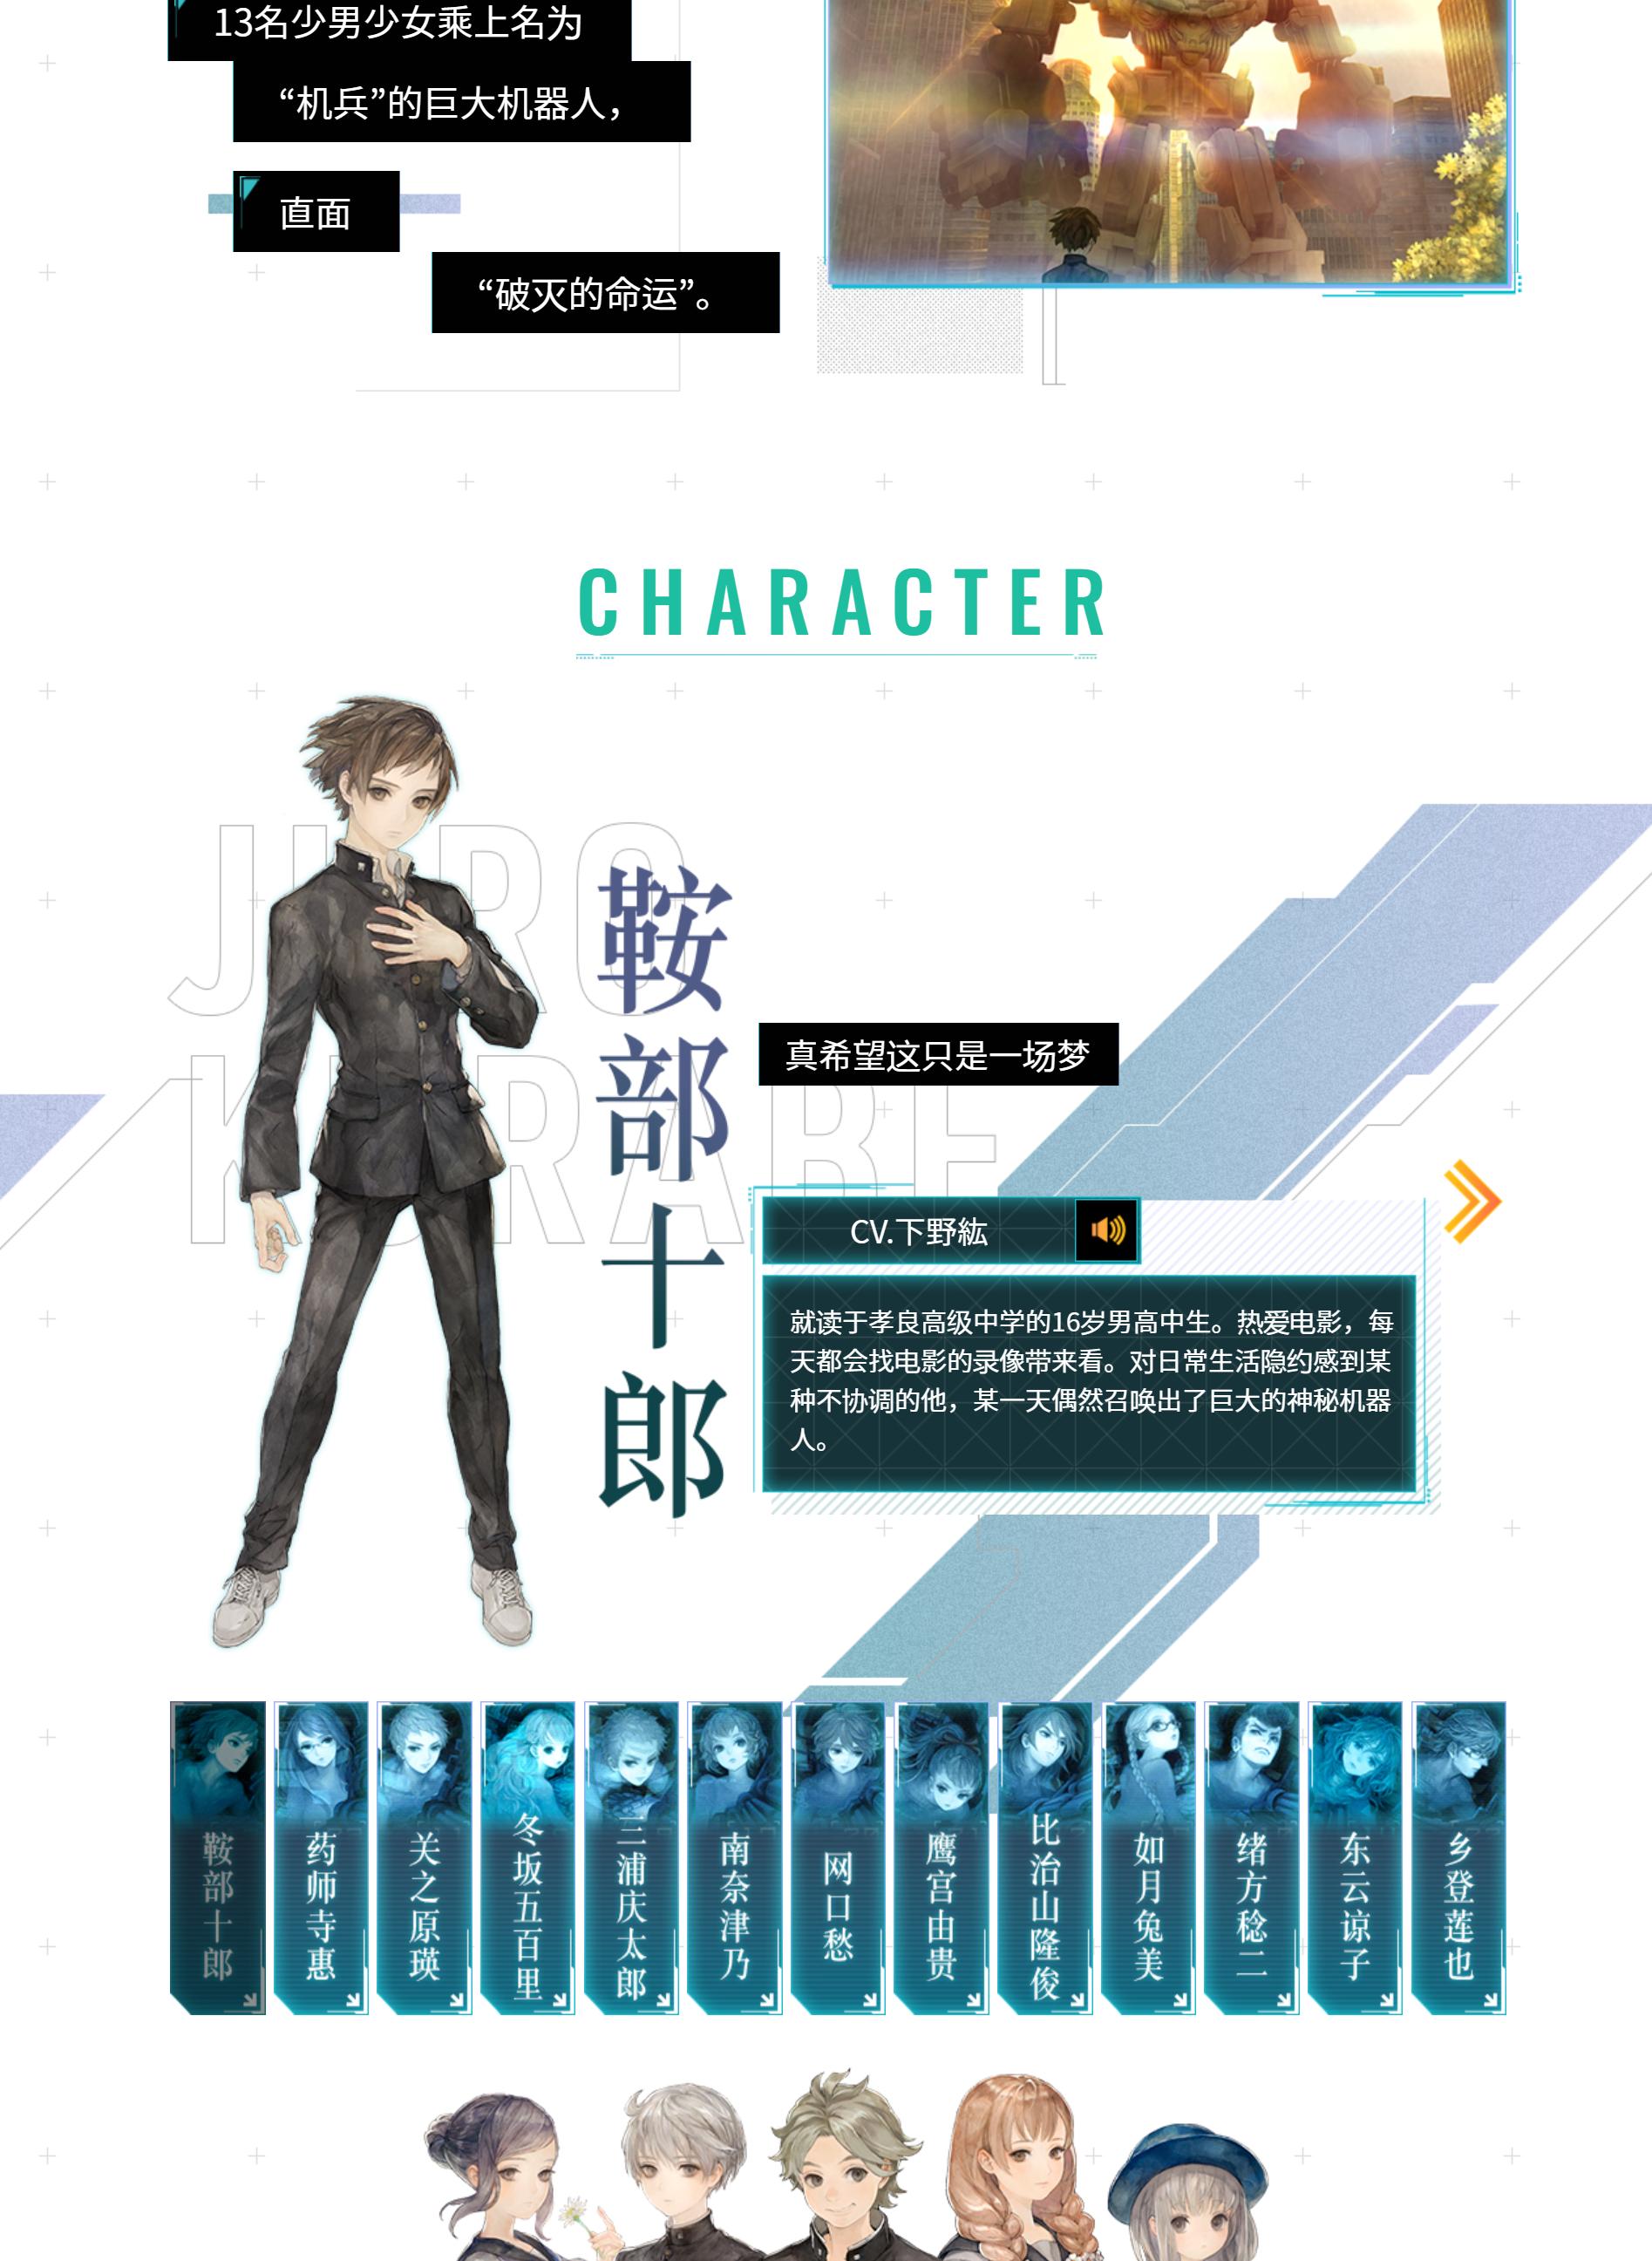 13名少男少女乘上名为
“机兵”的巨大机器人，
直面
“破灭的命运”。
CHARACTER
JURO
KURABE
鞍部十郎
真希望这只是一场梦
CV.下野紘
就读于孝良高级中学的16岁男高中生。热爱电影，每
天都会找电影的录像带来看。对日常生活隐约感到某
种不协调的他，某一天偶然召唤出了巨大的神秘机器
人。
鞍部十郎
药师寺惠
关之原瑛
冬坂五百里
三浦庆太郎
南奈津乃
网口愁
鹰宫由贵
比治山隆俊
如月兔美
绪方稔二
东云谅子
乡登莲也